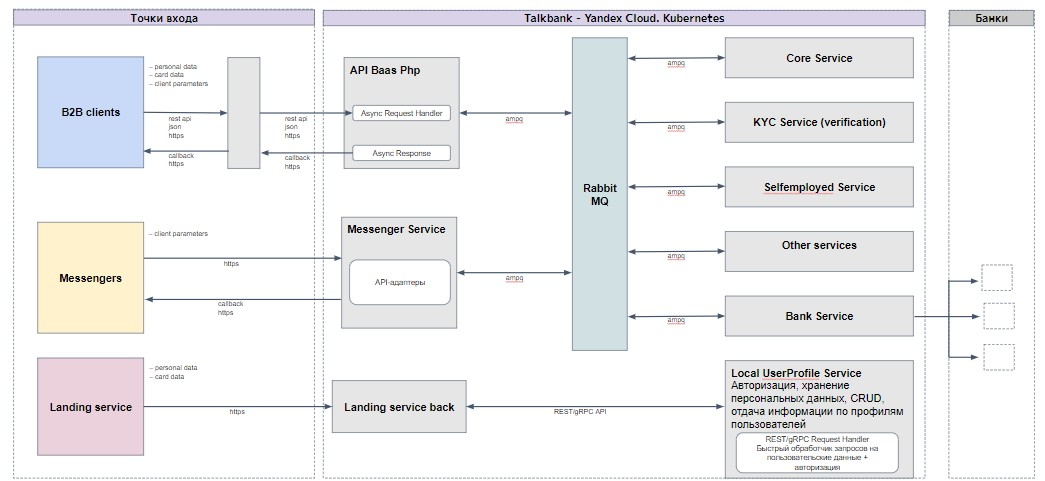 Точки входа
Talkbank - Yandex Cloud. Kubernetes
Банки
B2B clients
– personal data
– card data
– client parameters
rest api
json
https
callback
https
rest api
json
https
callback
https
API Baas Php
Async Request Handler
Async Response
ampq
Rabbit
MQ
ampq
Core Service
ampq
KYC Service (verification)
ampq
Selfemployed Service
ampq
Other services
ampq
Bank Service
Messengers
– client parameters
https
callback
https
Messenger Service
API-адаптеры
ampq
Landing service
– personal data
– card data
https
Landing service back
REST/gRPC API
Local UserProfile Service
Авторизация, хранение
персональных данных, CRUD,
отдача информации по профилям
пользователей
REST/gRPC Request Handler
Быстрый обработчик запросов на
пользовательские данные +
авторизация